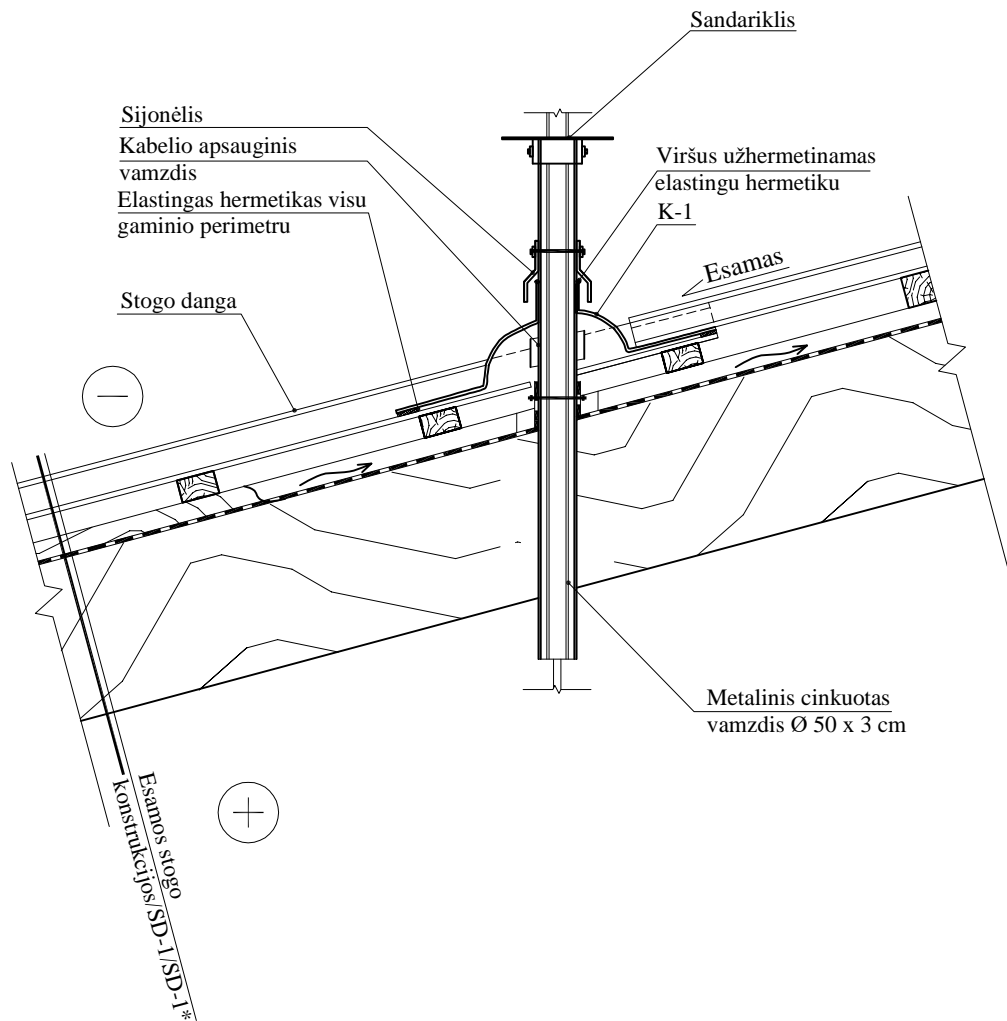 Sandariklis
Sijonėlis
Kabelio apsauginis
vamzdis
Elastingas hermetikas visu
gaminio perimetru
Stogo danga
Viršus užhermetinamas
elastingu hermetiku
K-1
Esamas
Metalinis cinkuotas
vamzdis Ø 50 x 3 cm
Esamos stogo
konstrukcijos/SD-1/SD-1*